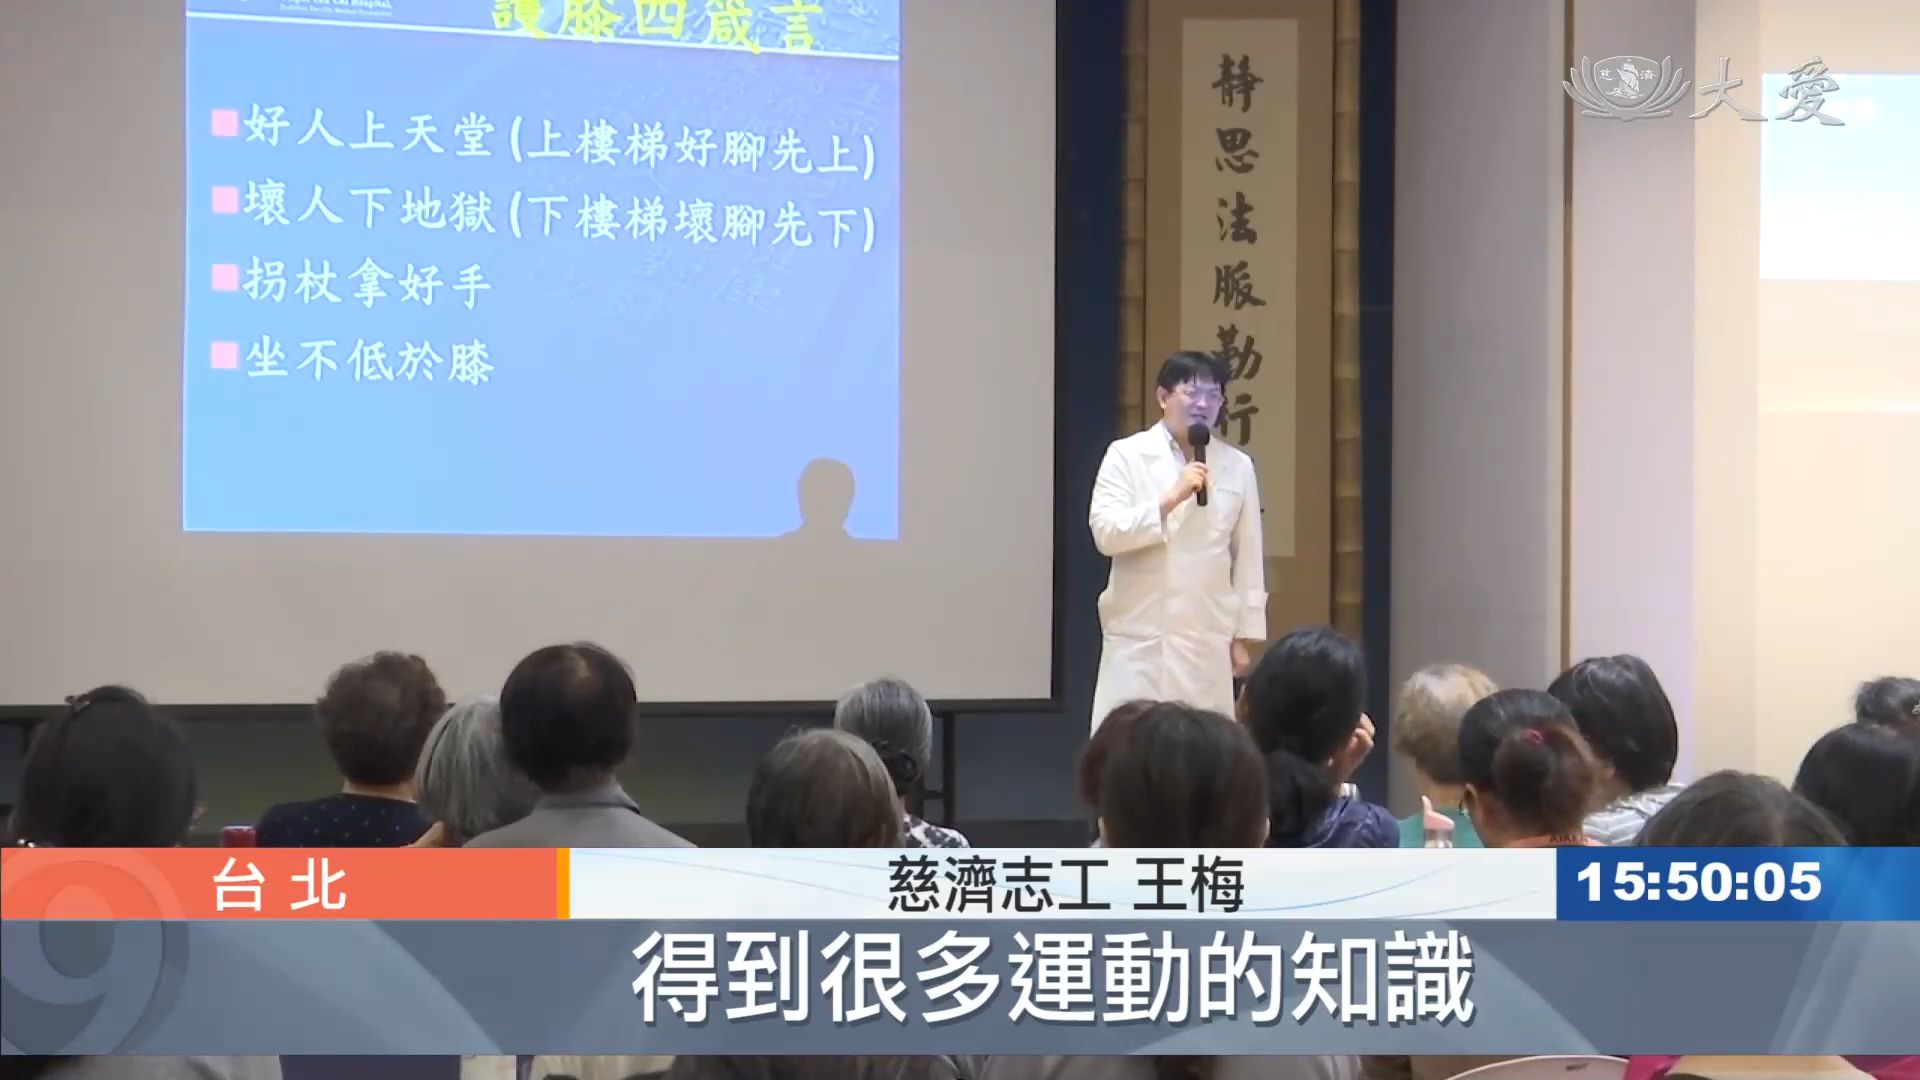 護膝四箴言
好人上天堂(上樓梯好腳先上)
壞人下地獄(下樓梯壞腳先下)
拐杖拿好手
坐不低於膝
靜思法脈勤行
慈濟
大愛
台北
慈濟志工 王梅
15:50:05
得到很多運動的知識